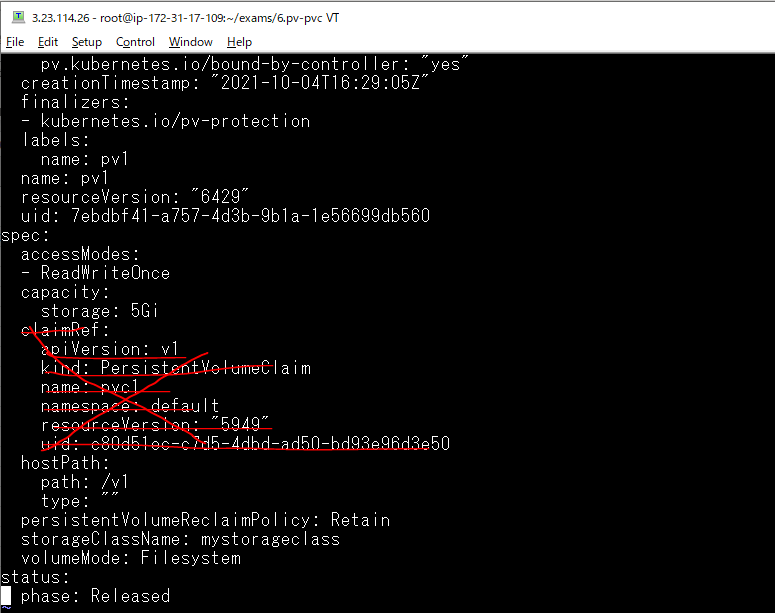 3.23.114.26 - root@ip-172-31-17-109:~/exams/6.pv-pvc VT
File Edit Setup Control Window Help
pv.kubernetes.io/bound-by-controller: "yes"
creationTimestamp: "2021-10-04T16:29:05Z"
finalizers:
- kubernetes.io/pv-protection
labels:
name: pv1
name: pv1
resourceVersion: "6429"
uid: 7ebdbf41-a757-4d3b-9b1a-1e56699db560
spec:
accessModes:
- ReadWriteOnce
capacity:
storage: 5Gi
claimRef:
apiVersion: v1
kind: PersistentVolumeClaim
name: pvc1
namespace: default
resourceVersion: "5949"
uid: c80d51ec-c7d5-4dbd-ad50-bd93e96d3e50
hostPath:
path: /v1
type: ""
persistentVolumeReclaimPolicy: Retain
storageClassName: mystorageclass
volumeMode: Filesystem
status:
phase: Released
~